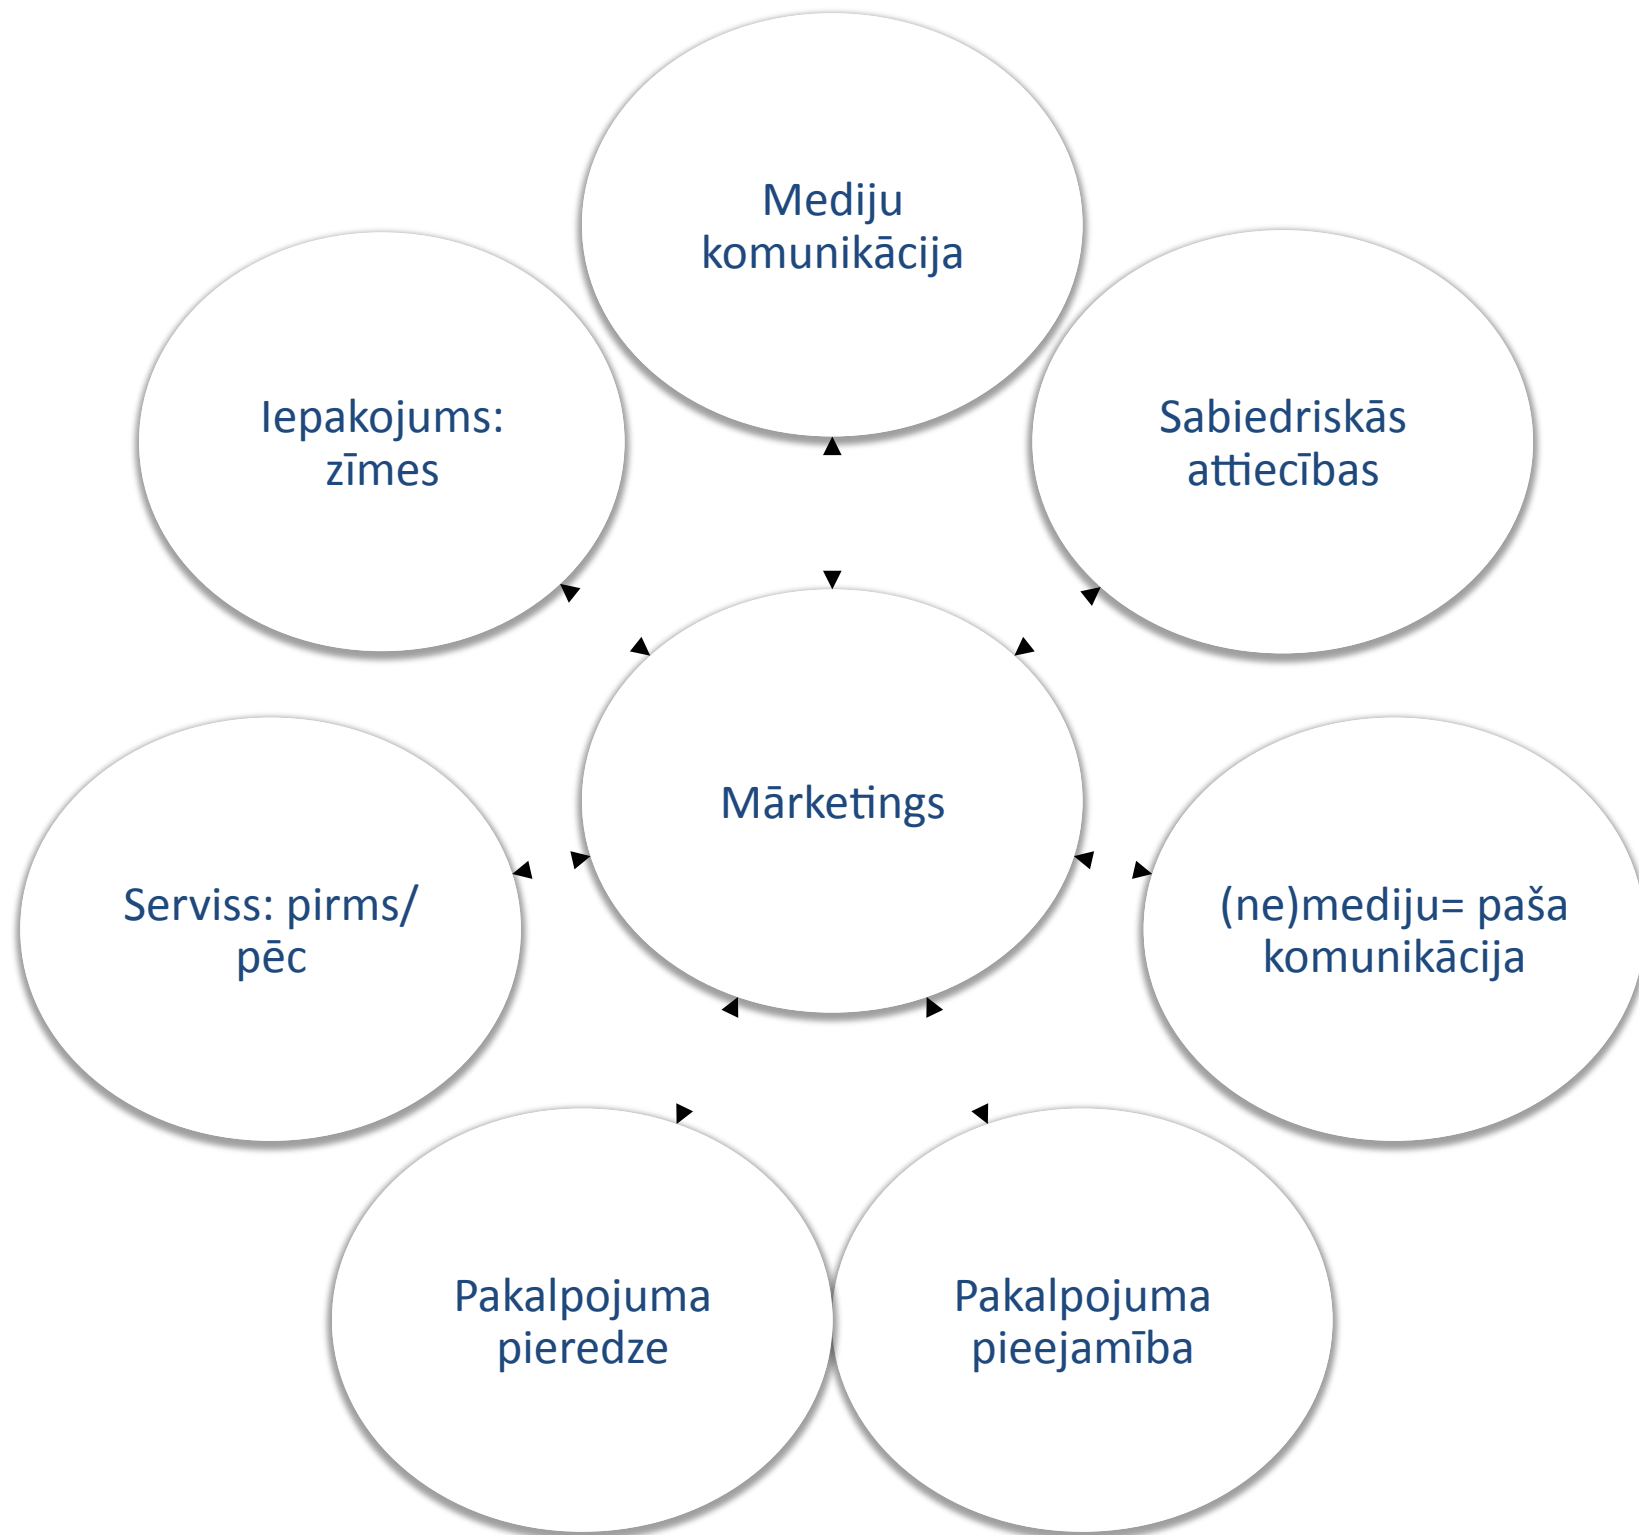 Mediju
komunikācija
Iepakojums:
zīmes
Sabiedriskās
attiecības
Mārketings
Serviss: pirms/
pēc
(ne)mediju= paša
komunikācija
Pakalpojuma
pieredze
Pakalpojuma
pieejamība